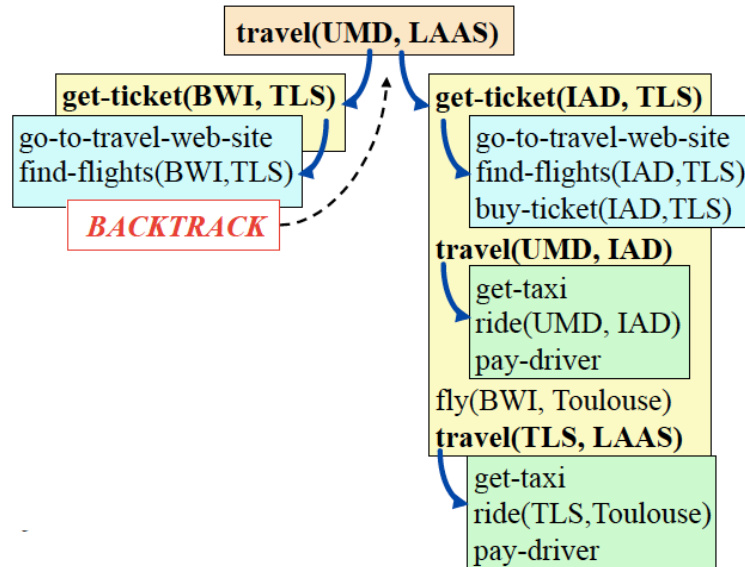 travel(UMD, LAAS)
get-ticket(BWI, TLS)
go-to-travel-web-site
find-flights(BWI,TLS)
BACKTRACK
get-ticket(IAD, TLS)
go-to-travel-web-site
find-flights(IAD,TLS)
buy-ticket(IAD,TLS)
travel(UMD, IAD)
get-taxi
ride(UMD, IAD)
pay-driver
fly(BWI, Toulouse)
travel(TLS, LAAS)
get-taxi
ride(TLS,Toulouse)
pay-driver